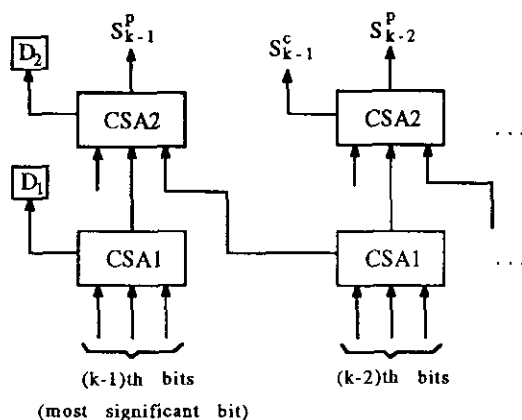 S^p_{k-1} S^c_{k-1} S^p_{k-2}
D2
CSA2 CSA2 . . .
D1
CSA1 CSA1 . . .
(k-1)th bits (k-2)th bits
(most significant bit)